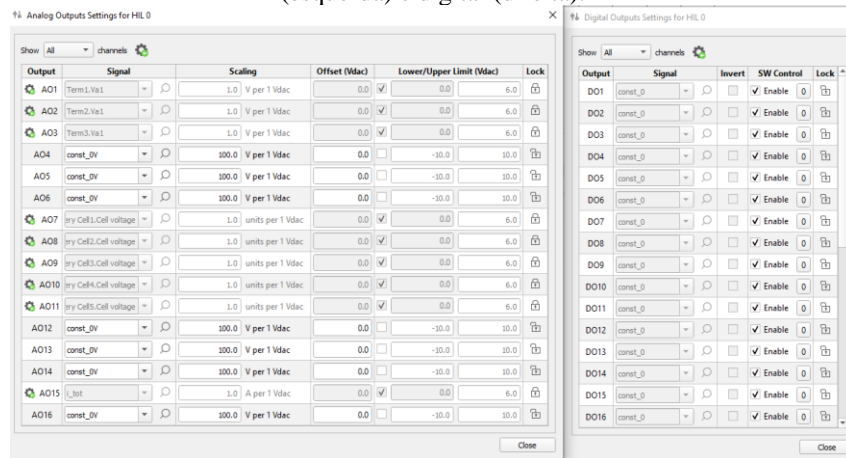 (esquerda) e digital (direita).
Analog Outputs Settings for HIL 0
Show All channels
Output Signal Scaling Offset (Vdac) Lower/Upper Limit (Vdac) Lock
AO1 Term1.Va1 1.0 V per 1 Vdac 0.0 0.0 6.0
AO2 Term2.Va1 1.0 V per 1 Vdac 0.0 0.0 6.0
AO3 Term3.Va1 1.0 V per 1 Vdac 0.0 0.0 6.0
AO4 const_0V 100.0 V per 1 Vdac 0.0 -10.0 10.0
AO5 const_0V 100.0 V per 1 Vdac 0.0 -10.0 10.0
AO6 const_0V 100.0 V per 1 Vdac 0.0 -10.0 10.0
AO7 ery Cell1.Cell voltage 1.0 units per 1 Vdac 0.0 0.0 6.0
AO8 ery Cell2.Cell voltage 1.0 units per 1 Vdac 0.0 0.0 6.0
AO9 ery Cell3.Cell voltage 1.0 units per 1 Vdac 0.0 0.0 6.0
AO10 ery Cell4.Cell voltage 1.0 units per 1 Vdac 0.0 0.0 6.0
AO11 ery Cell5.Cell voltage 1.0 units per 1 Vdac 0.0 0.0 6.0
AO12 const_0V 100.0 V per 1 Vdac 0.0 -10.0 10.0
AO13 const_0V 100.0 V per 1 Vdac 0.0 -10.0 10.0
AO14 const_0V 100.0 V per 1 Vdac 0.0 -10.0 10.0
AO15 i_tot 1.0 A per 1 Vdac 0.0 0.0 6.0
AO16 const_0V 100.0 V per 1 Vdac 0.0 -10.0 10.0
Close
Digital Outputs Settings for HIL 0
Show All channels
Output Signal Invert SW Control Lock
DO1 const_0 Enable 0
DO2 const_0 Enable 0
DO3 const_0 Enable 0
DO4 const_0 Enable 0
DO5 const_0 Enable 0
DO6 const_0 Enable 0
DO7 const_0 Enable 0
DO8 const_0 Enable 0
DO9 const_0 Enable 0
DO10 const_0 Enable 0
DO11 const_0 Enable 0
DO12 const_0 Enable 0
DO13 const_0 Enable 0
DO14 const_0 Enable 0
DO15 const_0 Enable 0
DO16 const_0 Enable 0
Close